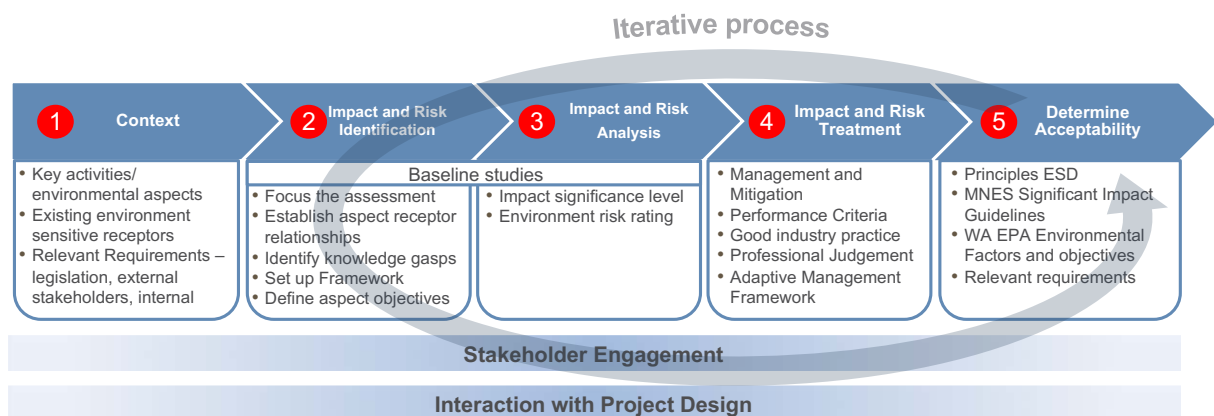 Iterative process
1
Context
2
Impact and Risk
Identification
3
Impact and Risk
Analysis
4
Impact and Risk
Treatment
5
Determine
Acceptability
• Key activities/
environmental aspects
• Existing environment
sensitive receptors
• Relevant Requirements –
legislation, external
stakeholders, internal
Baseline studies
• Focus the assessment
• Establish aspect receptor
relationships
• Identify knowledge gasps
• Set up Framework
• Define aspect objectives
• Impact significance level
• Environment risk rating
• Management and
Mitigation
• Performance Criteria
• Good industry practice
• Professional Judgement
• Adaptive Management
Framework
• Principles ESD
• MNES Significant Impact
Guidelines
• WA EPA Environmental
Factors and objectives
• Relevant requirements
Stakeholder Engagement
Interaction with Project Design